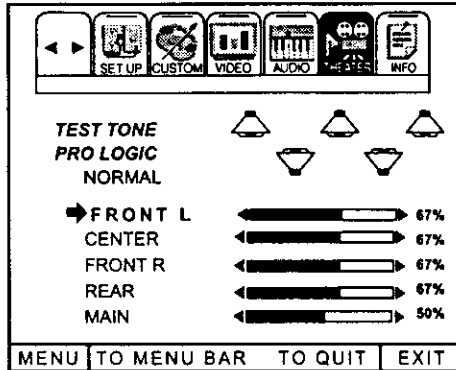 SET UP CUSTOM VIDEO AUDIO THEATER INFO
TEST TONE
PRO LOGIC
NORMAL
FRONT L 67%
CENTER 67%
FRONT R 67%
REAR 67%
MAIN 50%
MENU TO MENU BAR TO QUIT EXIT